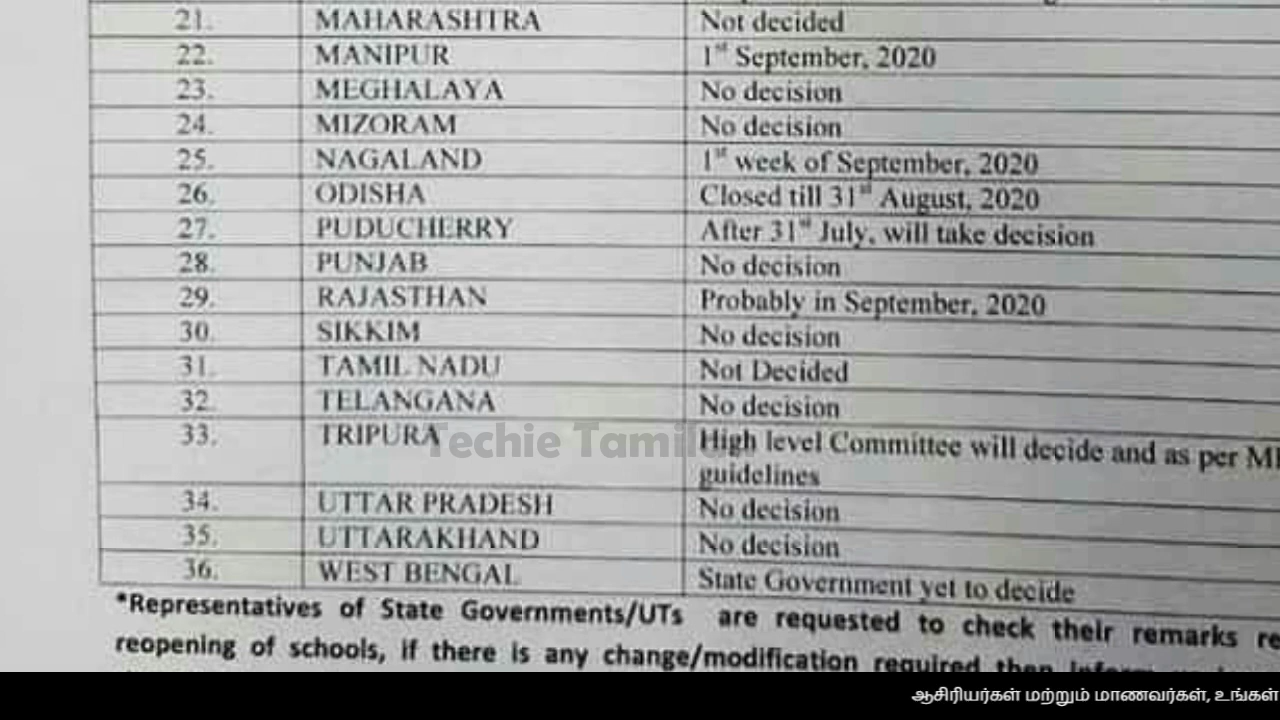 21. MAHARASHTRA Not decided
22. MANIPUR 1st September, 2020
23. MEGHALAYA No decision
24. MIZORAM No decision
25. NAGALAND 1st week of September, 2020
26. ODISHA Closed till 31st August, 2020
27. PUDUCHERRY After 31st July, will take decision
28. PUNJAB No decision
29. RAJASTHAN Probably in September, 2020
30. SIKKIM No decision
31. TAMIL NADU Not Decided
32. TELANGANA No decision
33. TRIPURA High level Committee will decide and as per
guidelines
Techie
34. UTTAR PRADESH No decision
35. UTTARAKHAND No decision
36. WEST BENGAL State Government yet to decide
*Representatives of State Governments/UTs are requested to check their remarks
reopening of schools, if there is any change/modification required then
ஆசிரியர்கள் மற்றும் மாணவர்கள், உங்கள்